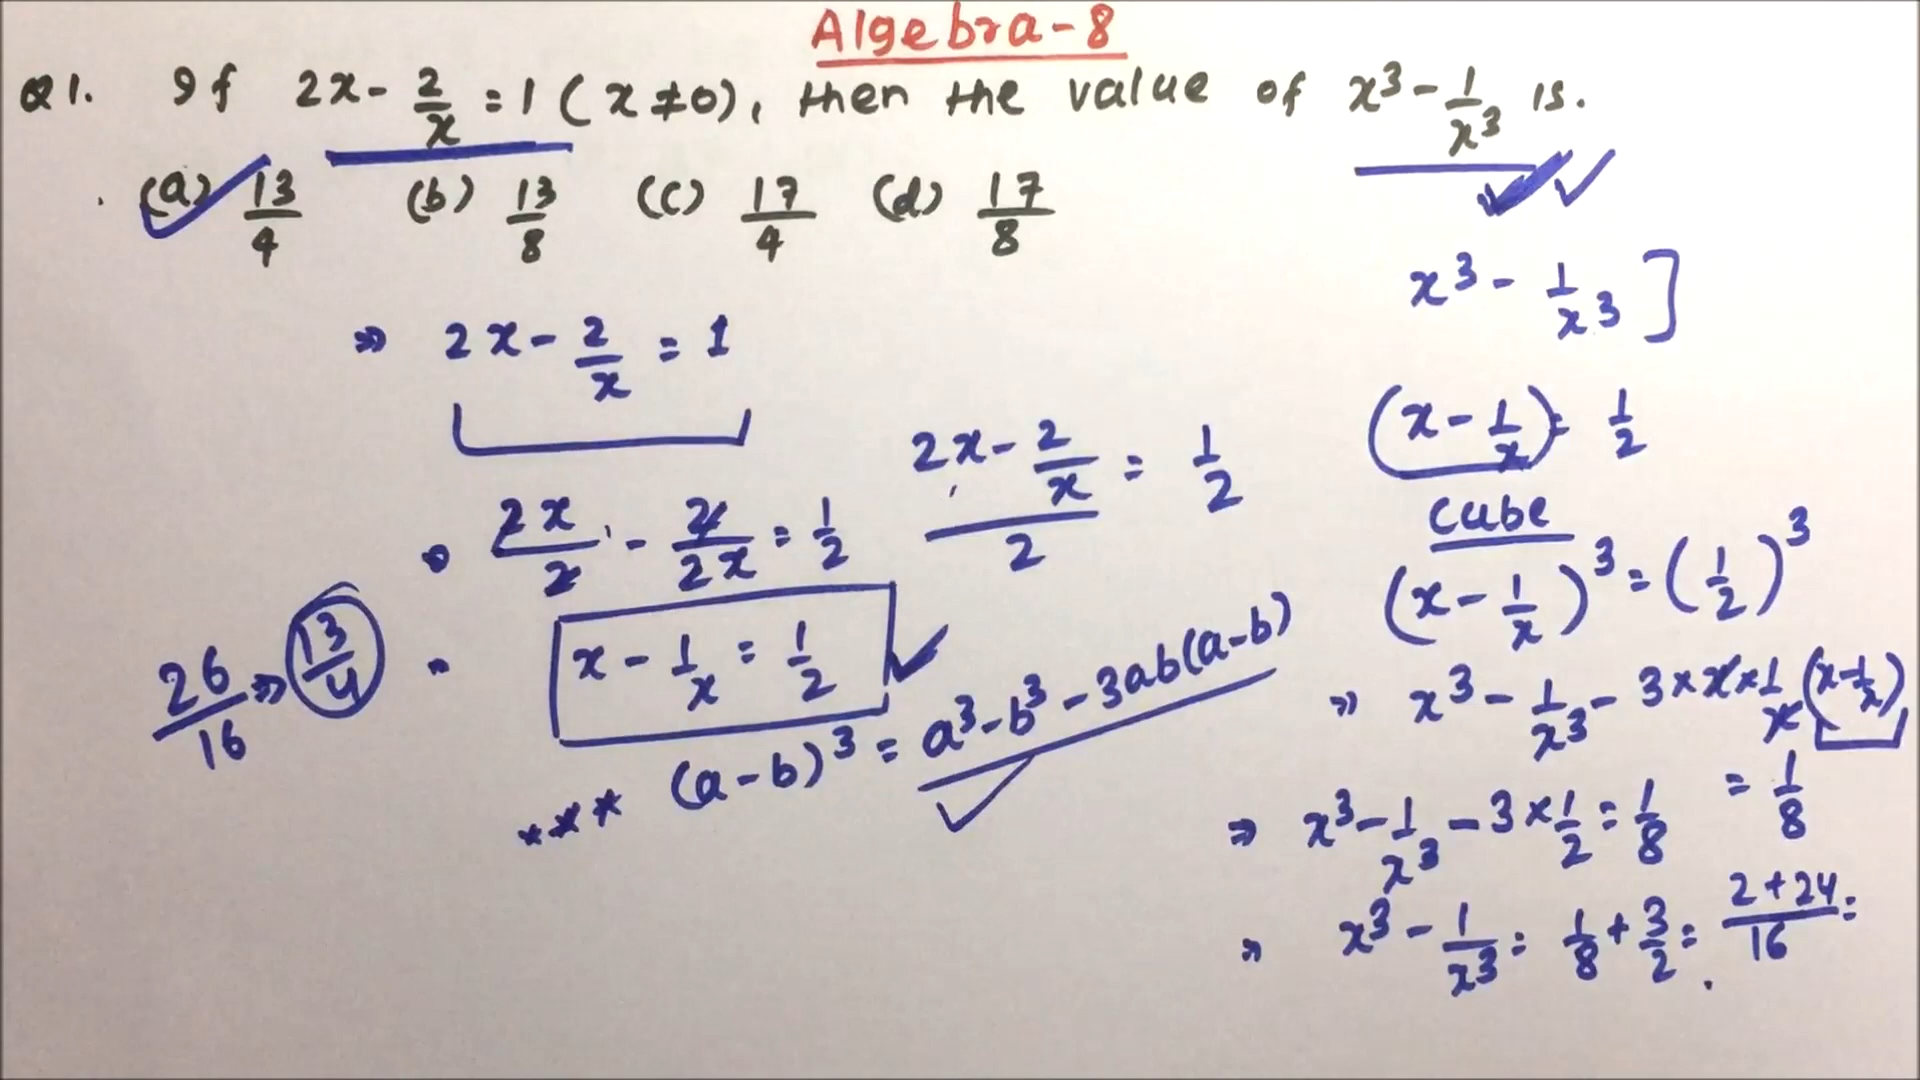 Algebra-8
Q1. If 2x - 2/x = 1 (x ≠ 0), then the value of x³ - 1/x³ is.
(a) 13/4 (b) 13/8 (c) 17/4 (d) 17/8
⇒ 2x - 2/x = 1
2x/2 - 2/2x = 1/2
(2x - 2/x)/2 = 1/2
x - 1/x = 1/2
*** (a-b)³ = a³-b³-3ab(a-b)
x³ - 1/x³ ]
(x - 1/x) = 1/2
Cube
(x - 1/x)³ = (1/2)³
⇒ x³ - 1/x³ - 3×x×1/x (x-1/x)
= 1/8
⇒ x³ - 1/x³ - 3×1/2 = 1/8
⇒ x³ - 1/x³ = 1/8 + 3/2 = (2+24)/16 =
26/16 ⇒ 13/4